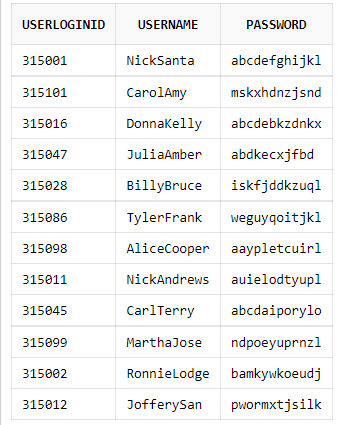 USERLOGINID USERNAME PASSWORD
315001 NickSanta abcdefghijkl
315101 CarolAmy mskxhdnzjsnd
315016 DonnaKelly abcdebkzdnkx
315047 JuliaAmber abdkecxjfbd
315028 BillyBruce iskfjddkzuql
315086 TylerFrank weguyqoitjkl
315098 AliceCooper aaypletcuirl
315011 NickAndrews auielodtyupl
315045 CarlTerry abcdaiporylo
315099 MarthaJose ndpoeyuprnzl
315002 RonnieLodge bamkywkoeudj
315012 JofferySan pwormxtjsilk